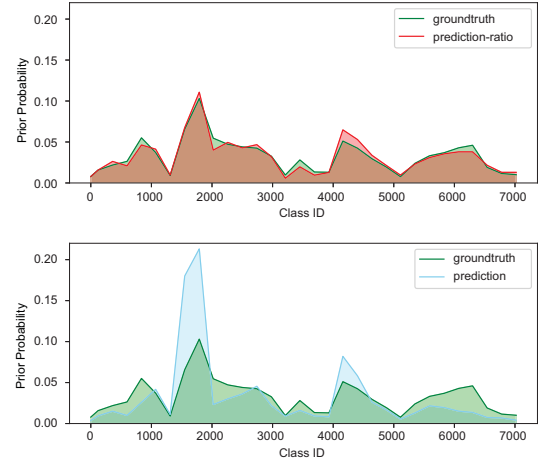 0.20
0.15
0.10
0.05
0.00
Prior Probability
groundtruth
prediction-ratio
0 1000 2000 3000 4000 5000 6000 7000
Class ID
0.20
0.15
0.10
0.05
0.00
Prior Probability
groundtruth
prediction
0 1000 2000 3000 4000 5000 6000 7000
Class ID